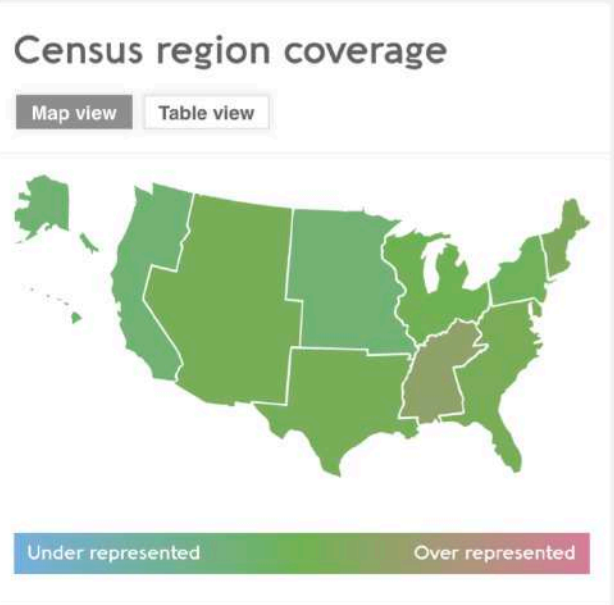 Census region coverage
Map view Table view
Under represented Over represented